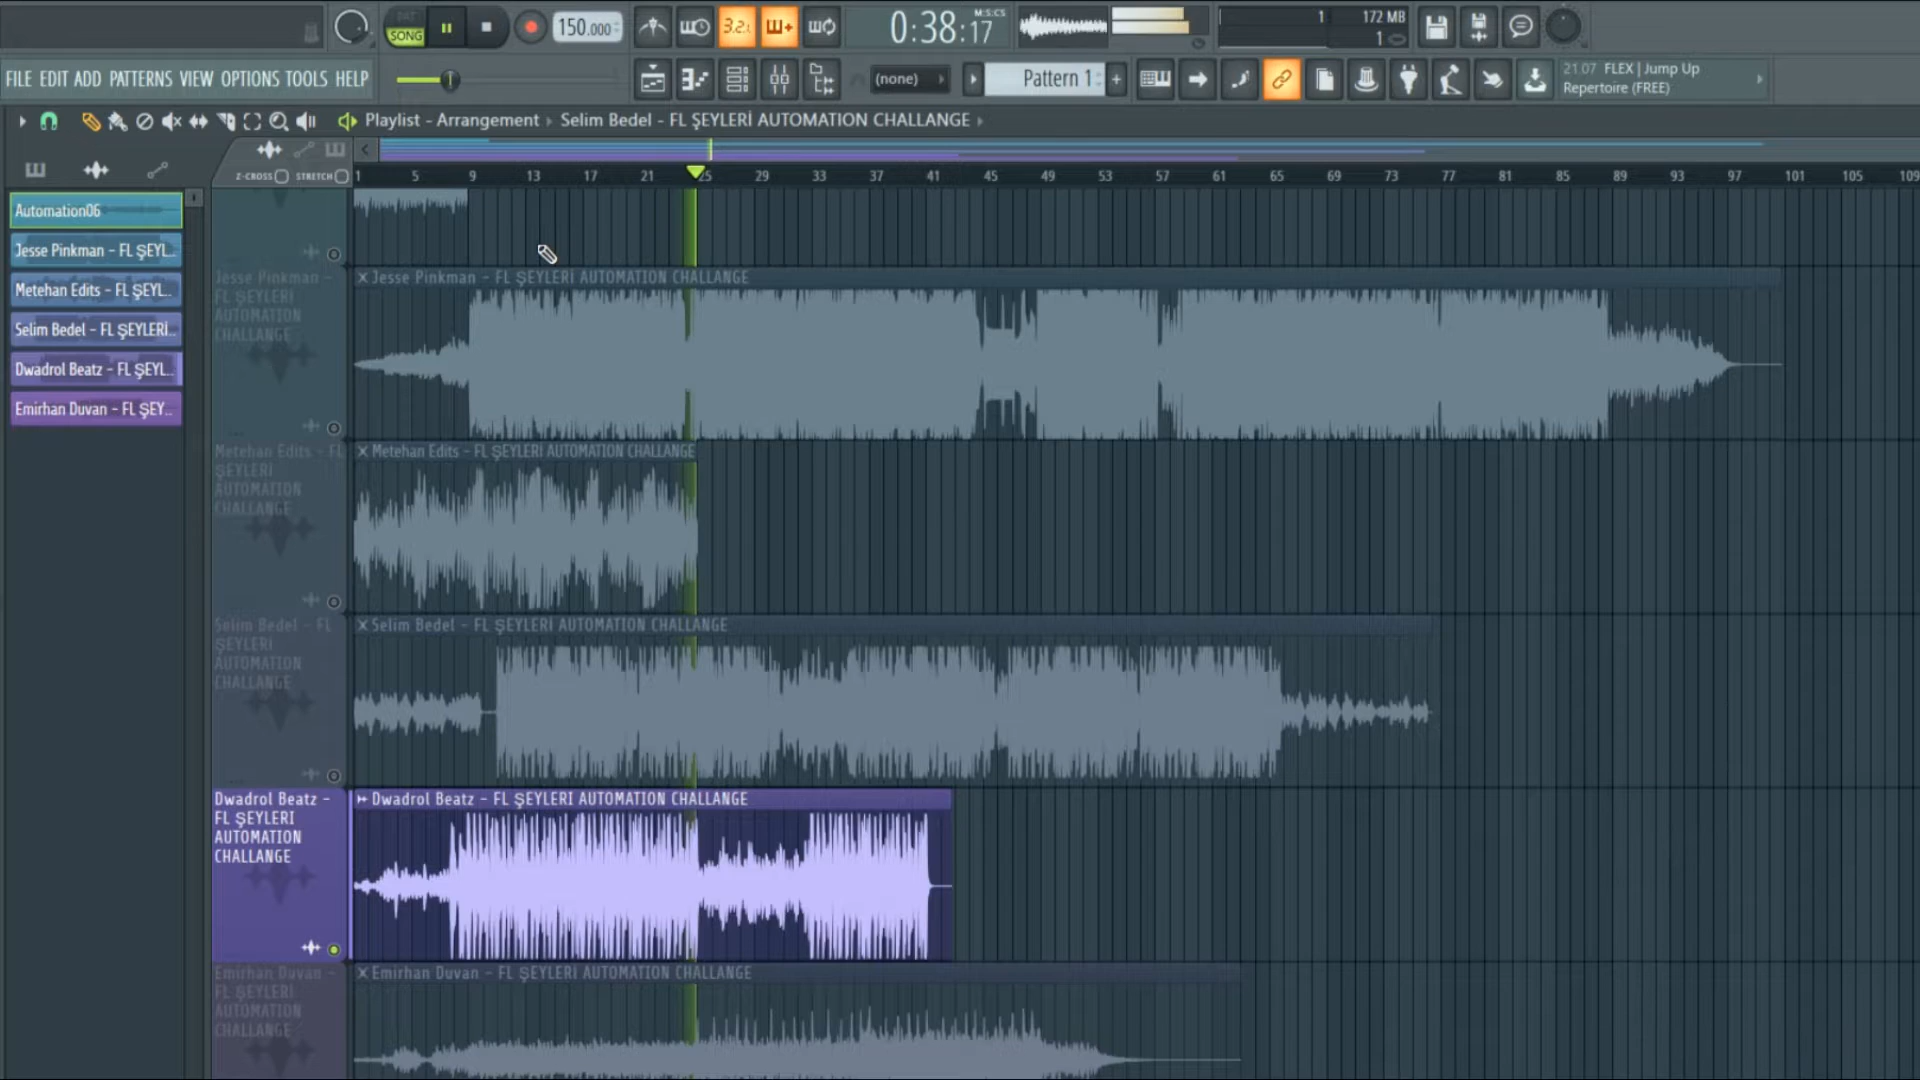 PAT
SONG
150.000
3.2.1
0:38:17
M:S:CS
1
172 MB
1
FILE EDIT ADD PATTERNS VIEW OPTIONS TOOLS HELP
(none)
Pattern 1
+
21.07 FLEX | Jump Up
Repertoire (FREE)
Playlist - Arrangement ▸ Selim Bedel - FL ŞEYLERİ AUTOMATION CHALLANGE ▸
Z-CROSS STRETCH
1 5 9 13 17 21 25 29 33 37 41 45 49 53 57 61 65 69 73 77 81 85 89 93 97 101 105 109
Automation06
Jesse Pinkman - FL ŞEYL..
Metehan Edits - FL ŞEYL..
Selim Bedel - FL ŞEYLERİ..
Dwadrol Beatz - FL ŞEYL..
Emirhan Duvan - FL ŞEY..
Jesse Pinkman -
FL ŞEYLERİ
AUTOMATION
CHALLANGE
Jesse Pinkman - FL ŞEYLERİ AUTOMATION CHALLANGE
Metehan Edits - FL
ŞEYLERİ
AUTOMATION
CHALLANGE
Metehan Edits - FL ŞEYLERİ AUTOMATION CHALLANGE
Selim Bedel - FL
ŞEYLERİ
AUTOMATION
CHALLANGE
Selim Bedel - FL ŞEYLERİ AUTOMATION CHALLANGE
Dwadrol Beatz -
FL ŞEYLERİ
AUTOMATION
CHALLANGE
Dwadrol Beatz - FL ŞEYLERİ AUTOMATION CHALLANGE
Emirhan Duvan -
FL ŞEYLERİ
AUTOMATION
CHALLANGE
Emirhan Duvan - FL ŞEYLERİ AUTOMATION CHALLANGE